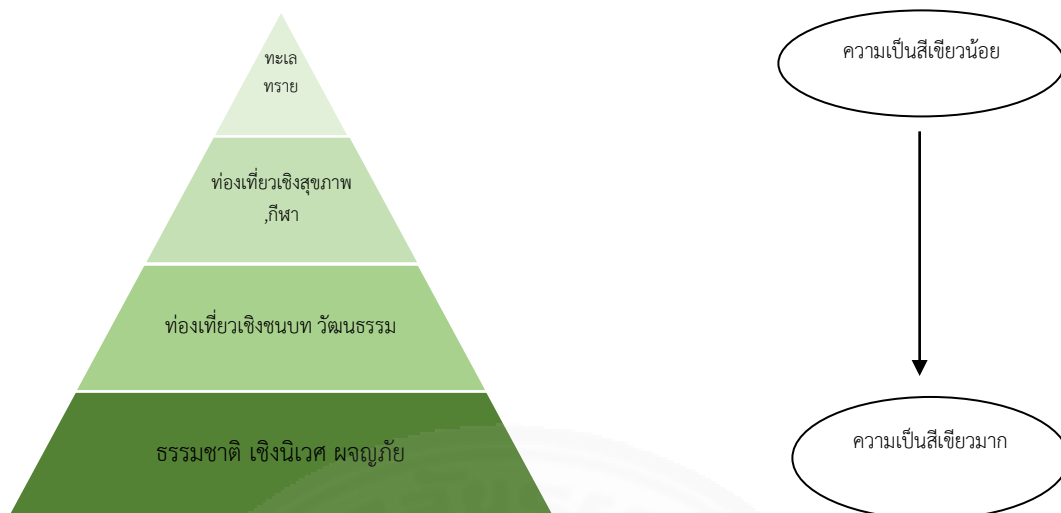 ทะเล
ทราย
ความเป็นสีเขียวน้อย
ท่องเที่ยวเชิงสุขภาพ
,กีฬา
ท่องเที่ยวเชิงชนบท วัฒนธรรม
ธรรมชาติ เชิงนิเวศ ผจญภัย
ความเป็นสีเขียวมาก